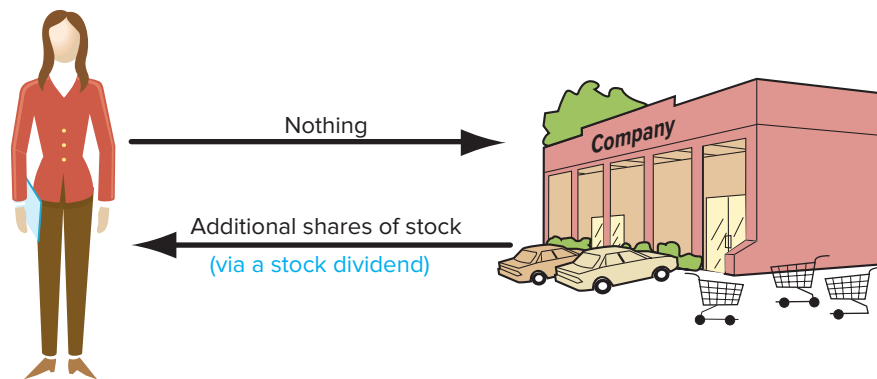 Nothing
Company
Additional shares of stock
(via a stock dividend)